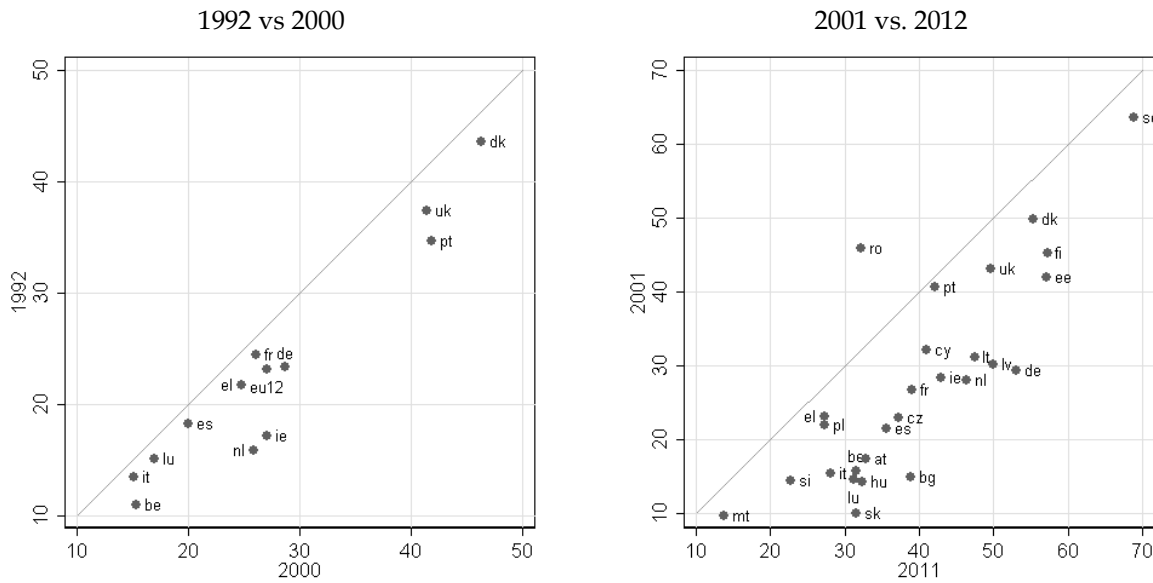 1992 vs 2000
50
40
30
20
10
1992
dk
uk
pt
fr de
el eu12
es
ie
nl
lu
it
be
10 20 30 40 50
2000
2001 vs. 2012
70
60
50
40
30
20
10
2001
se
dk
ro
fi
uk
ee
pt
cy
lt
lv
de
ie
nl
fr
el
pl
cz
es
be
at
it
bg
si
hu
lu
sk
mt
10 20 30 40 50 60 70
2011